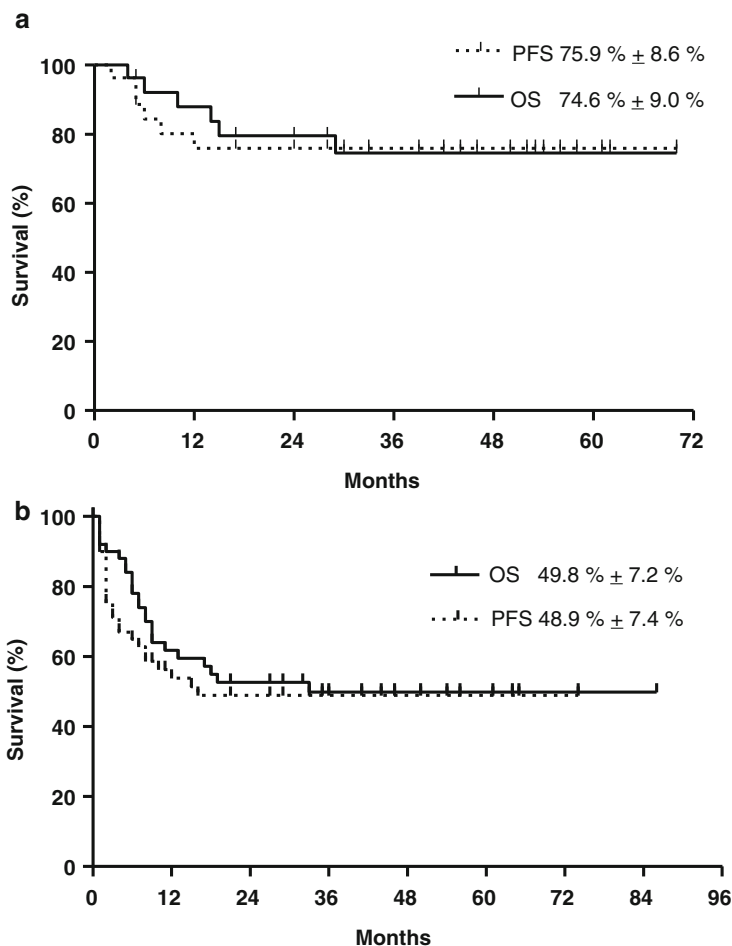 a
PFS 75.9 % ± 8.6 %
OS 74.6 % ± 9.0 %
100
80
60
40
20
0
Survival (%)
0 12 24 36 48 60 72
Months
b
OS 49.8 % ± 7.2 %
PFS 48.9 % ± 7.4 %
100
80
60
40
20
0
Survival (%)
0 12 24 36 48 60 72 84 96
Months